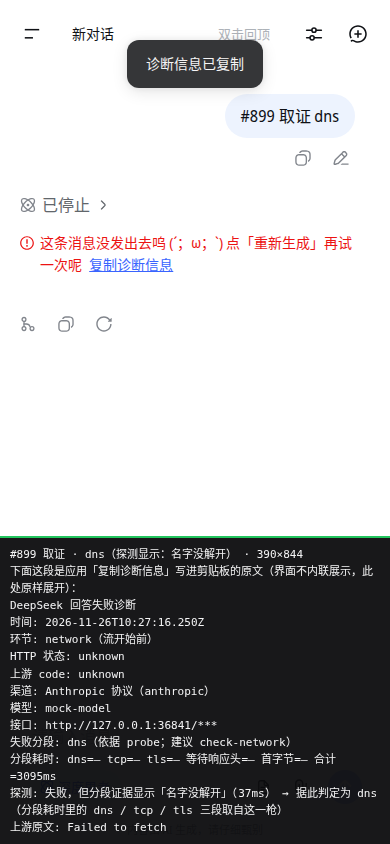 新对话
双击回顶
诊断信息已复制
#899 取证 dns
已停止
这条消息没发出去呜 (´；ω；`) 点「重新生成」再试
一次呢 复制诊断信息
#899 取证 · dns（探测显示：名字没解开） · 390×844
下面这段是应用「复制诊断信息」写进剪贴板的原文（界面不内联展示，此
处原样展开）：
DeepSeek 回答失败诊断
时间: 2026-11-26T10:27:16.250Z
环节: network（流开始前）
HTTP 状态: unknown
上游 code: unknown
渠道: Anthropic 协议（anthropic）
模型: mock-model
接口: http://127.0.0.1:36841/***
失败分段: dns（依据 probe；建议 check-network）
分段耗时: dns=— tcp=— tls=— 等待响应头=— 首字节=— 合计
=3095ms
探测: 失败，但分段证据显示「名字没解开」（37ms） → 据此判定为 dns
（分段耗时里的 dns / tcp / tls 三段取自这一枪）
上游原文: Failed to fetch